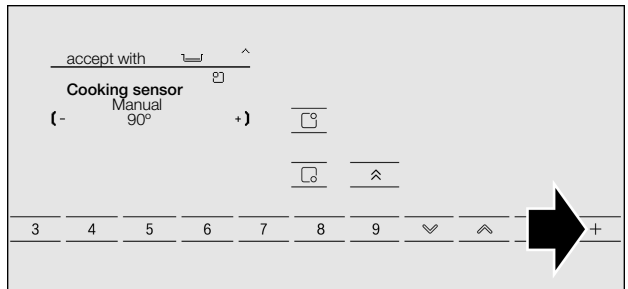 accept with
Cooking sensor
Manual
- 90° +
3 4 5 6 7 8 9 +